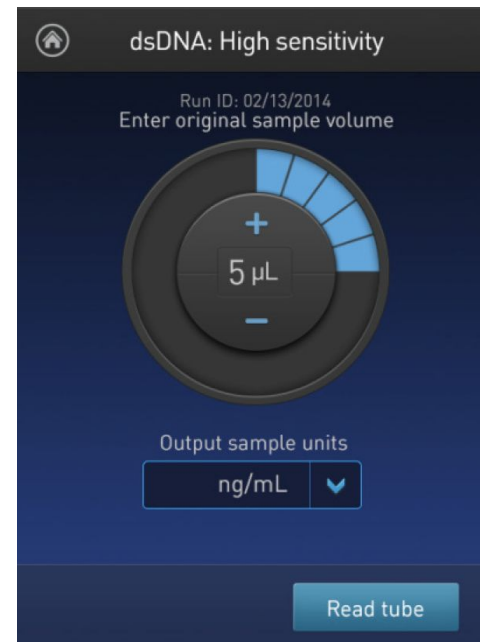 dsDNA: High sensitivity
Run ID: 02/13/2014
Enter original sample volume
+
5 µL
−
Output sample units
ng/mL
Read tube